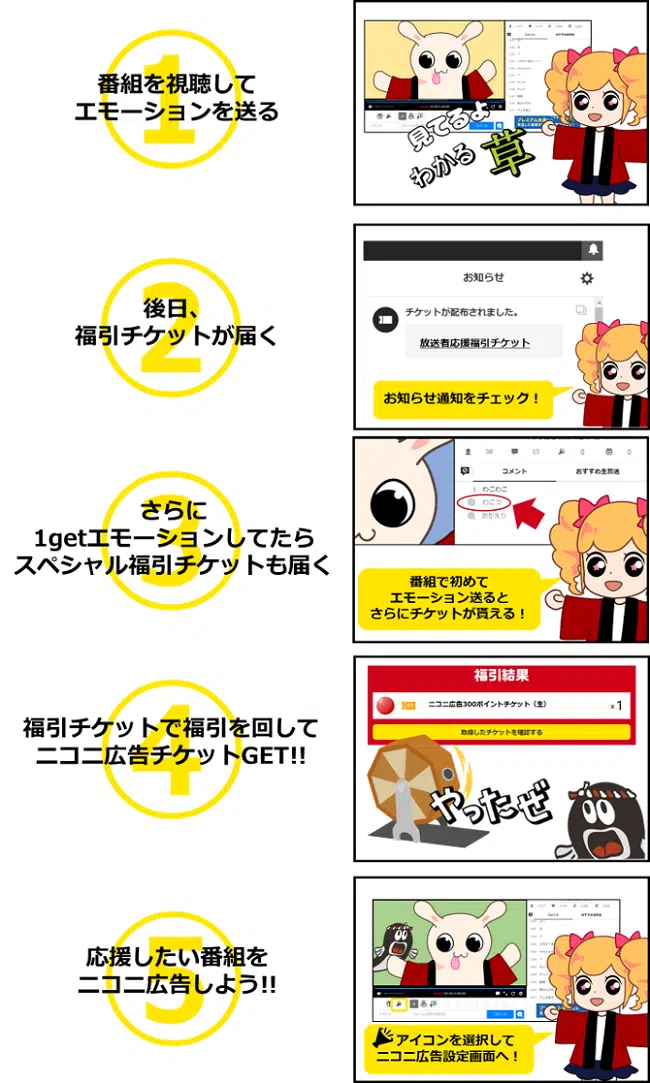 1
番組を視聴して
エモーションを送る
コメント
見てるよ
わかる
草
2
後日、
福引チケットが届く
お知らせ
チケットが配布されました。
放送者応援福引チケット
お知らせ通知をチェック！
3
さらに
1getエモーションしてたら
スペシャル福引チケットも届く
38 55 0 0
コメント おすすめ生放送
1 わこわこ
わこつ
おかえり
番組で初めて
エモーション送ると
さらにチケットが貰える！
4
福引チケットで福引を回して
ニコニ広告チケットGET!!
福引結果
ニコニ広告300ポイントチケット（生） x 1
取得したチケットを確認する
やったぜ
5
応援したい番組を
ニコニ広告しよう!!
アイコンを選択して
ニコニ広告設定画面へ！